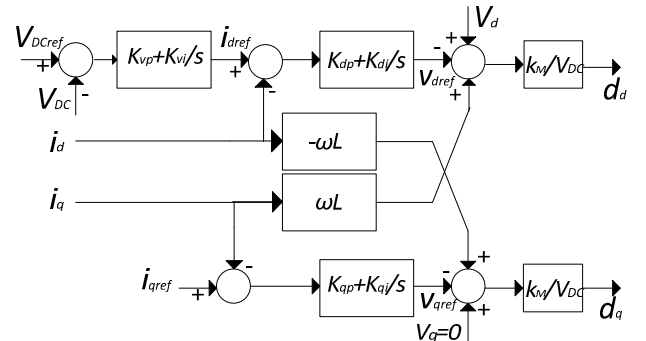 V_d
V_DCref
+
-
V_DC
K_vp+K_vi/s
i_dref
+
-
K_dp+K_di/s
-
+
+
v_dref
k_M/V_DC
d_d
i_d
-ωL
i_q
ωL
i_qref
+
-
K_qp+K_qi/s
-
+
+
v_qref
V_q=0
k_M/V_DC
d_q